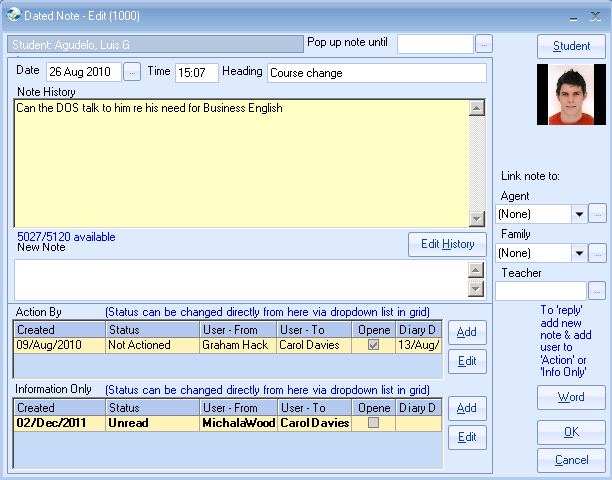 Dated Note - Edit (1000)
Student: Agudelo, Luis G
Pop up note until
...
Student
Date
26 Aug 2010
...
Time
15:07
Heading
Course change
Note History
Can the DOS talk to him re his need for Business English
5027/5120 available
New Note
Edit History
Link note to:
Agent
(None)
...
Family
(None)
...
Teacher
...
Action By
(Status can be changed directly from here via dropdown list in grid)
Created Status User - From User - To Opene Diary D
09/Aug/2010 Not Actioned Graham Hack Carol Davies 13/Aug/
Add
Edit
Information Only
(Status can be changed directly from here via dropdown list in grid)
Created Status User - From User - To Opene Diary D
02/Dec/2011 Unread MichalaWood Carol Davies
Add
Edit
To 'reply'
add new
note & add
user to
'Action' or
'Info Only'
Word
OK
Cancel